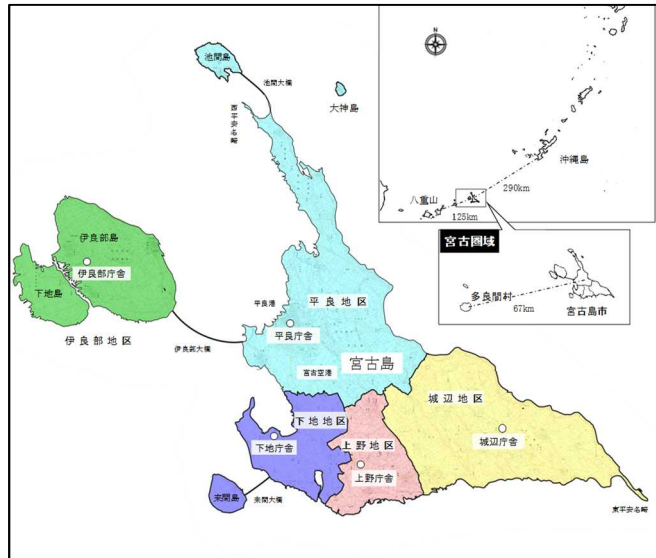 池間島
池間大橋
大神島
西平安名崎
沖縄島
290km
八重山
125km
宮古圏域
多良間村
67km
宮古島市
伊良部島
伊良部庁舎
下地島
伊良部地区
伊良部大橋
平良港
平良地区
平良庁舎
宮古島
宮古空港
下地地区
下地庁舎
上野地区
上野庁舎
城辺地区
城辺庁舎
来間島
来間大橋
東平安名崎